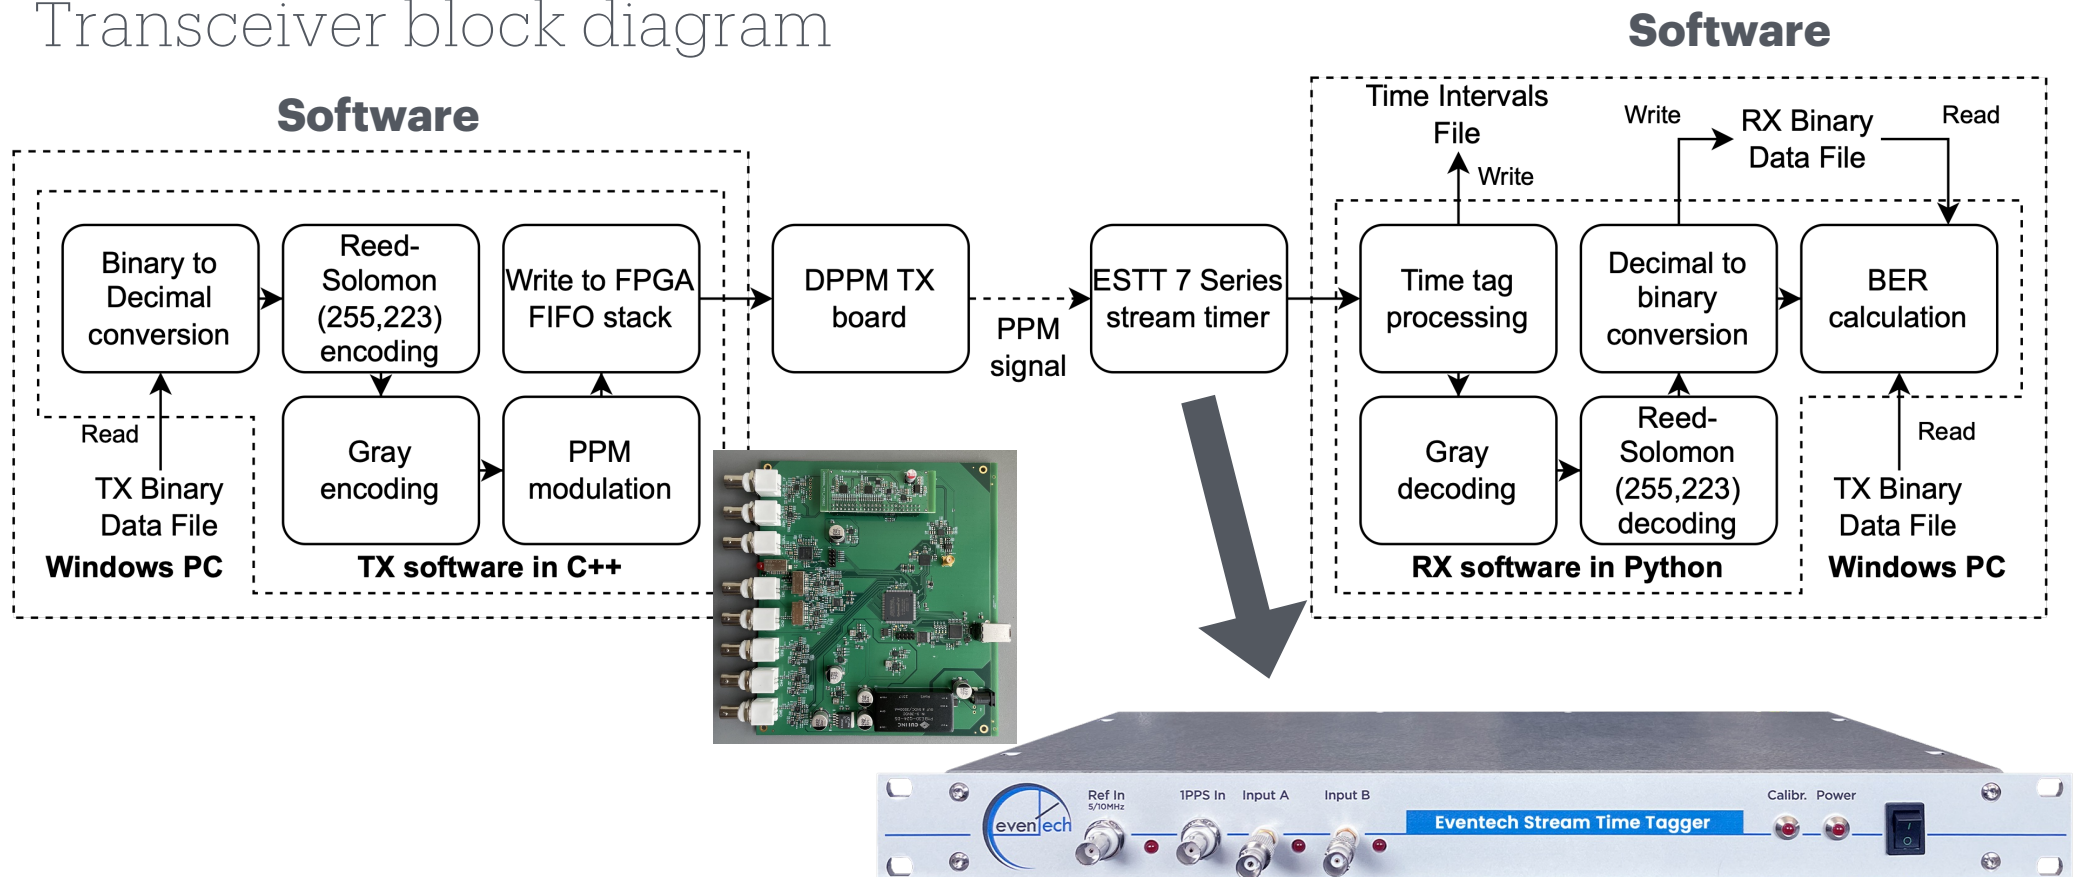 Transceiver block diagram
Software
Software
Time Intervals
File
Write
Write
RX Binary
Data File
Read
Binary to
Decimal
conversion
Reed-
Solomon
(255,223)
encoding
Write to FPGA
FIFO stack
DPPM TX
board
PPM
signal
ESTT 7 Series
stream timer
Time tag
processing
Decimal to
binary
conversion
BER
calculation
Read
TX Binary
Data File
Windows PC
Gray
encoding
PPM
modulation
TX software in C++
Gray
decoding
Reed-
Solomon
(255,223)
decoding
RX software in Python
Read
TX Binary
Data File
Windows PC
eventech
Ref In
5/10MHz
1PPS In
Input A
Input B
Eventech Stream Time Tagger
Calibr.
Power